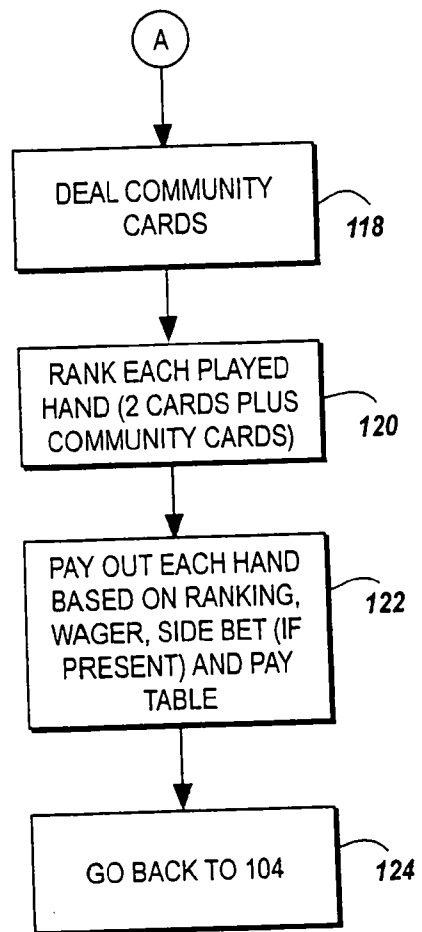 A
DEAL COMMUNITY
CARDS
118
RANK EACH PLAYED
HAND (2 CARDS PLUS
COMMUNITY CARDS)
120
PAY OUT EACH HAND
BASED ON RANKING,
WAGER, SIDE BET (IF
PRESENT) AND PAY
TABLE
122
GO BACK TO 104
124